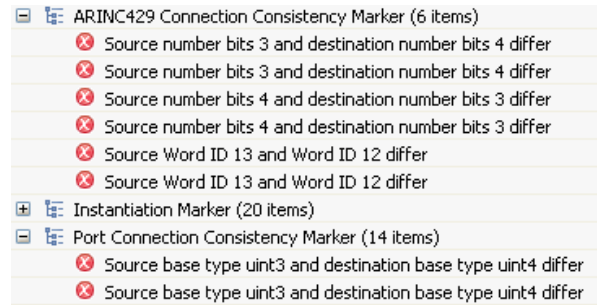 ARINC429 Connection Consistency Marker (6 items)
Source number bits 3 and destination number bits 4 differ
Source number bits 3 and destination number bits 4 differ
Source number bits 4 and destination number bits 3 differ
Source number bits 4 and destination number bits 3 differ
Source Word ID 13 and Word ID 12 differ
Source Word ID 13 and Word ID 12 differ
Instantiation Marker (20 items)
Port Connection Consistency Marker (14 items)
Source base type uint3 and destination base type uint4 differ
Source base type uint3 and destination base type uint4 differ